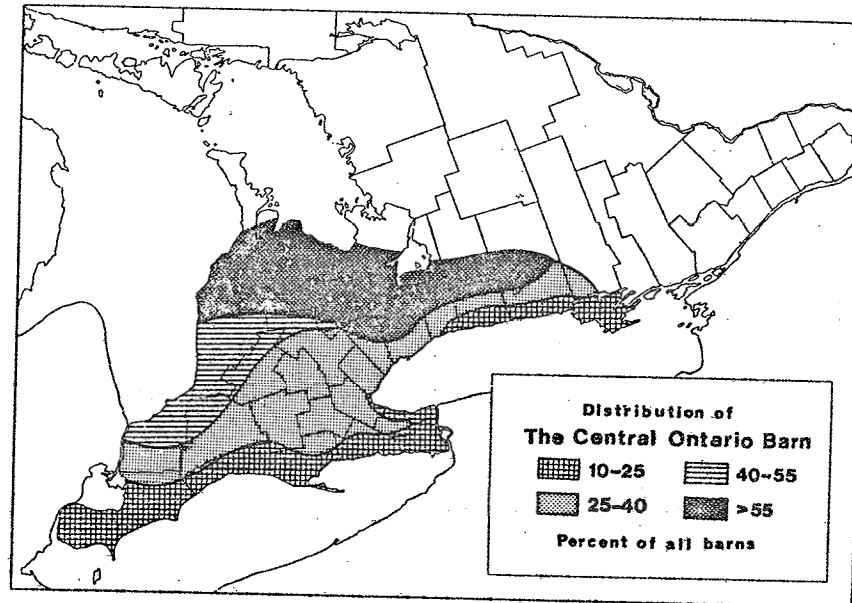 Distribution of
The Central Ontario Barn
10-25 40-55
25-40 >55
Percent of all barns